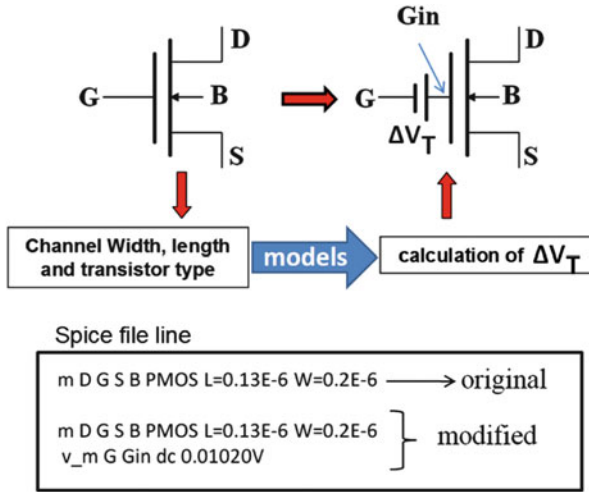 Gin
D
D
G
B
G
B
ΔVT
S
S
Channel Width, length
and transistor type
models
calculation of ΔVT
Spice file line
m D G S B PMOS L=0.13E-6 W=0.2E-6
original
m D G S B PMOS L=0.13E-6 W=0.2E-6
v_m G Gin dc 0.01020V
modified